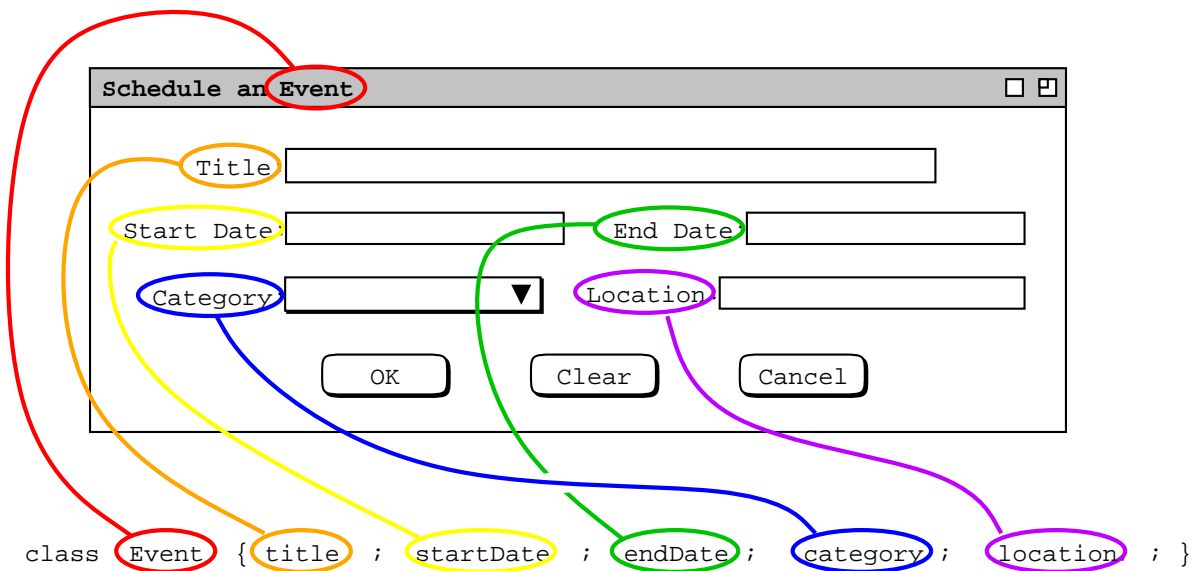 Schedule an Event
Title:
Start Date: End Date:
Category: Location:
OK Clear Cancel
class Event { title ; startDate ; endDate ; category ; location ; }